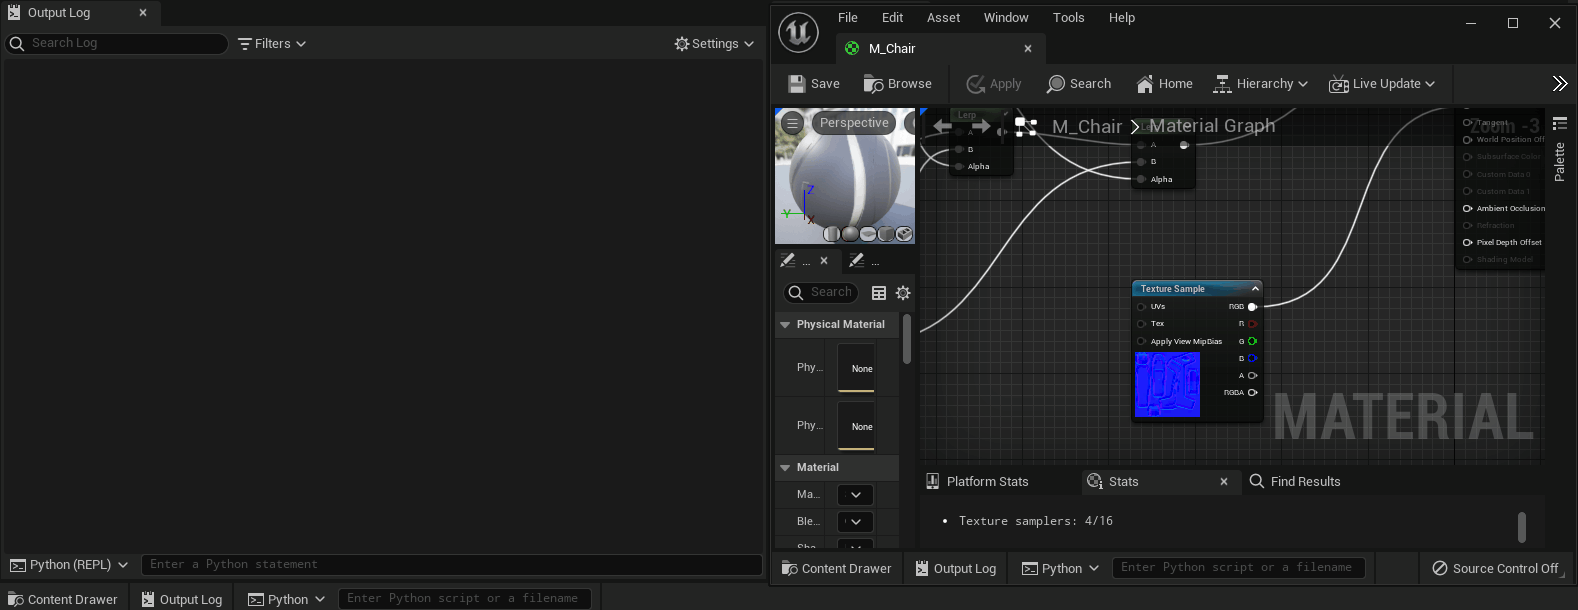 Output Log
Search Log
Filters
Settings
Python (REPL)
Enter a Python statement
Content Drawer
Output Log
Python
Enter Python script or a filename
File Edit Asset Window Tools Help
M_Chair
Save
Browse
Apply
Search
Home
Hierarchy
Live Update
Perspective
Z
Y
X
...
...
Search
Physical Material
Phy...
None
Phy...
None
Material
Ma...
Ble...
M_Chair > Material Graph
Zoom -3
Lerp
A
B
Alpha
A
B
Alpha
Tangent
World Position Off
Subsurface Color
Custom Data 0
Custom Data 1
Ambient Occlusion
Refraction
Pixel Depth Offset
Shading Model
Texture Sample
UVs
RGB
Tex
R
Apply View MipBias
G
B
A
RGBA
MATERIAL
Palette
Platform Stats
Stats
Find Results
• Texture samplers: 4/16
Content Drawer
Output Log
Python
Enter Python script or a filename
Source Control Off